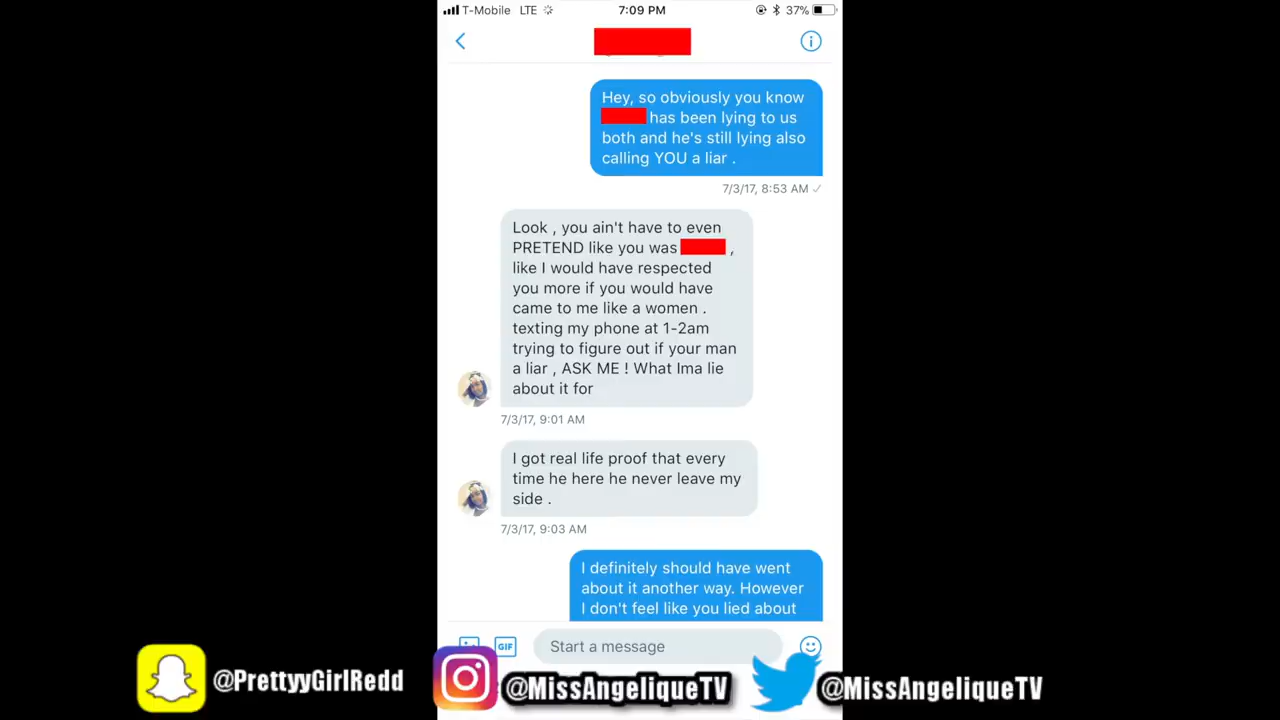 T-Mobile LTE 7:09 PM 37%
Hey, so obviously you know
has been lying to us
both and he's still lying also
calling YOU a liar .
7/3/17, 8:53 AM ✓
Look , you ain't have to even
PRETEND like you was ,
like I would have respected
you more if you would have
came to me like a women .
texting my phone at 1-2am
trying to figure out if your man
a liar , ASK ME ! What Ima lie
about it for
7/3/17, 9:01 AM
I got real life proof that every
time he here he never leave my
side .
7/3/17, 9:03 AM
I definitely should have went
about it another way. However
I don't feel like you lied about
GIF Start a message
@PrettyyGirlRedd @MissAngeliqueTV @MissAngeliqueTV